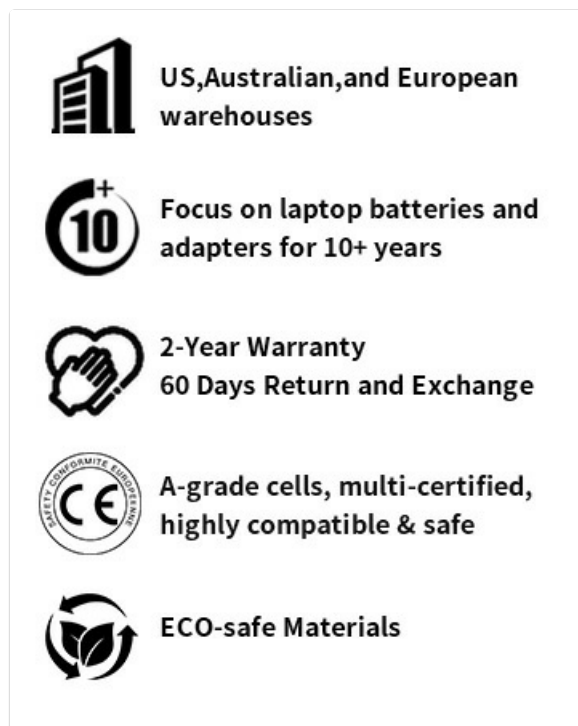 US,Australian,and European
warehouses
10+
Focus on laptop batteries and
adapters for 10+ years
2-Year Warranty
60 Days Return and Exchange
SAFETY CONFORMITE EUROPEENNE
CE
A-grade cells, multi-certified,
highly compatible & safe
ECO-safe Materials